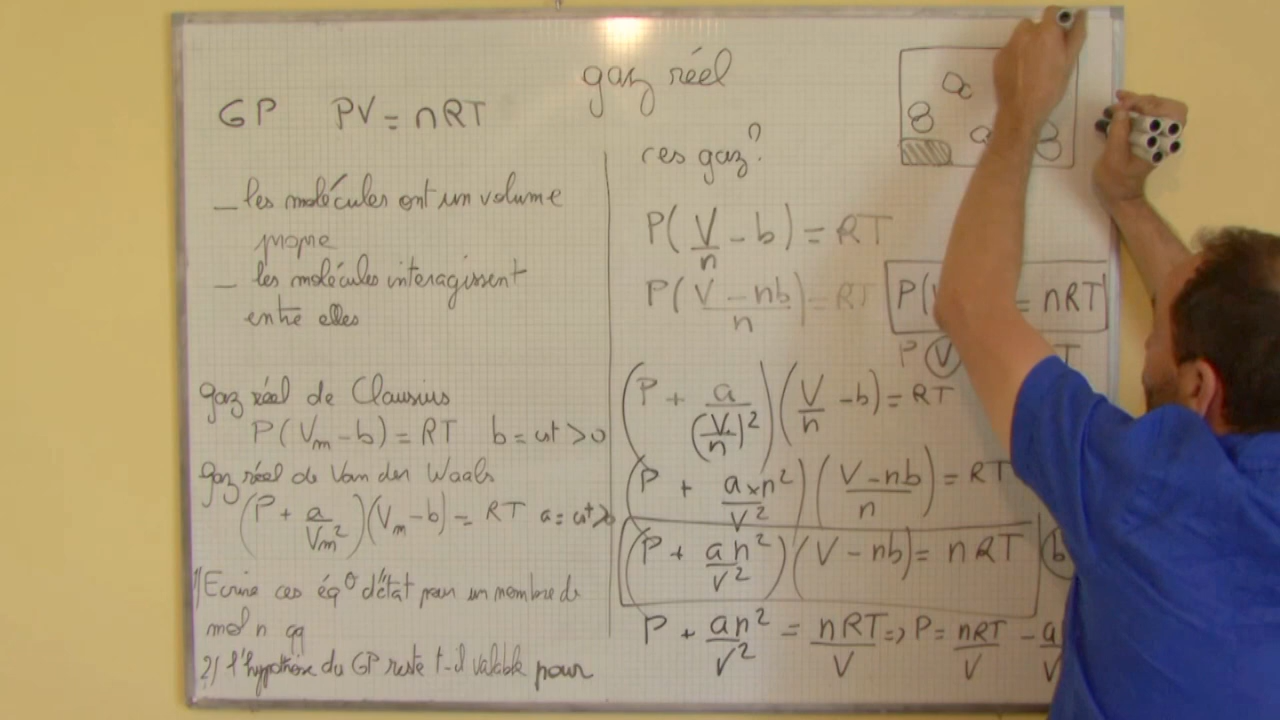 gaz réel
GP PV = nRT
_ les molécules ont un volume
propre
_ les molécules interagissent
entre elles
gaz réel de Clausius
P(Vm - b) = RT b = cst > 0
gaz réel de Van der Waals
(P + a/Vm²)(Vm - b) = RT a = cst >
1) Ecrire ces éq° d'état pour un nombre de
mol n qq
2) l'hypothèse du GP reste t-il valable pour
ces gaz?
P(V/n - b) = RT
P((V - nb)/n) = RT
P( = nRT
P V T
(P + a/(V/n)²)(V/n - b) = RT
(P + a×n²/V²)((V - nb)/n) = RT
(P + an²/V²)(V - nb) = nRT b
P + an²/V² = nRT/V => P = nRT/V - a/V